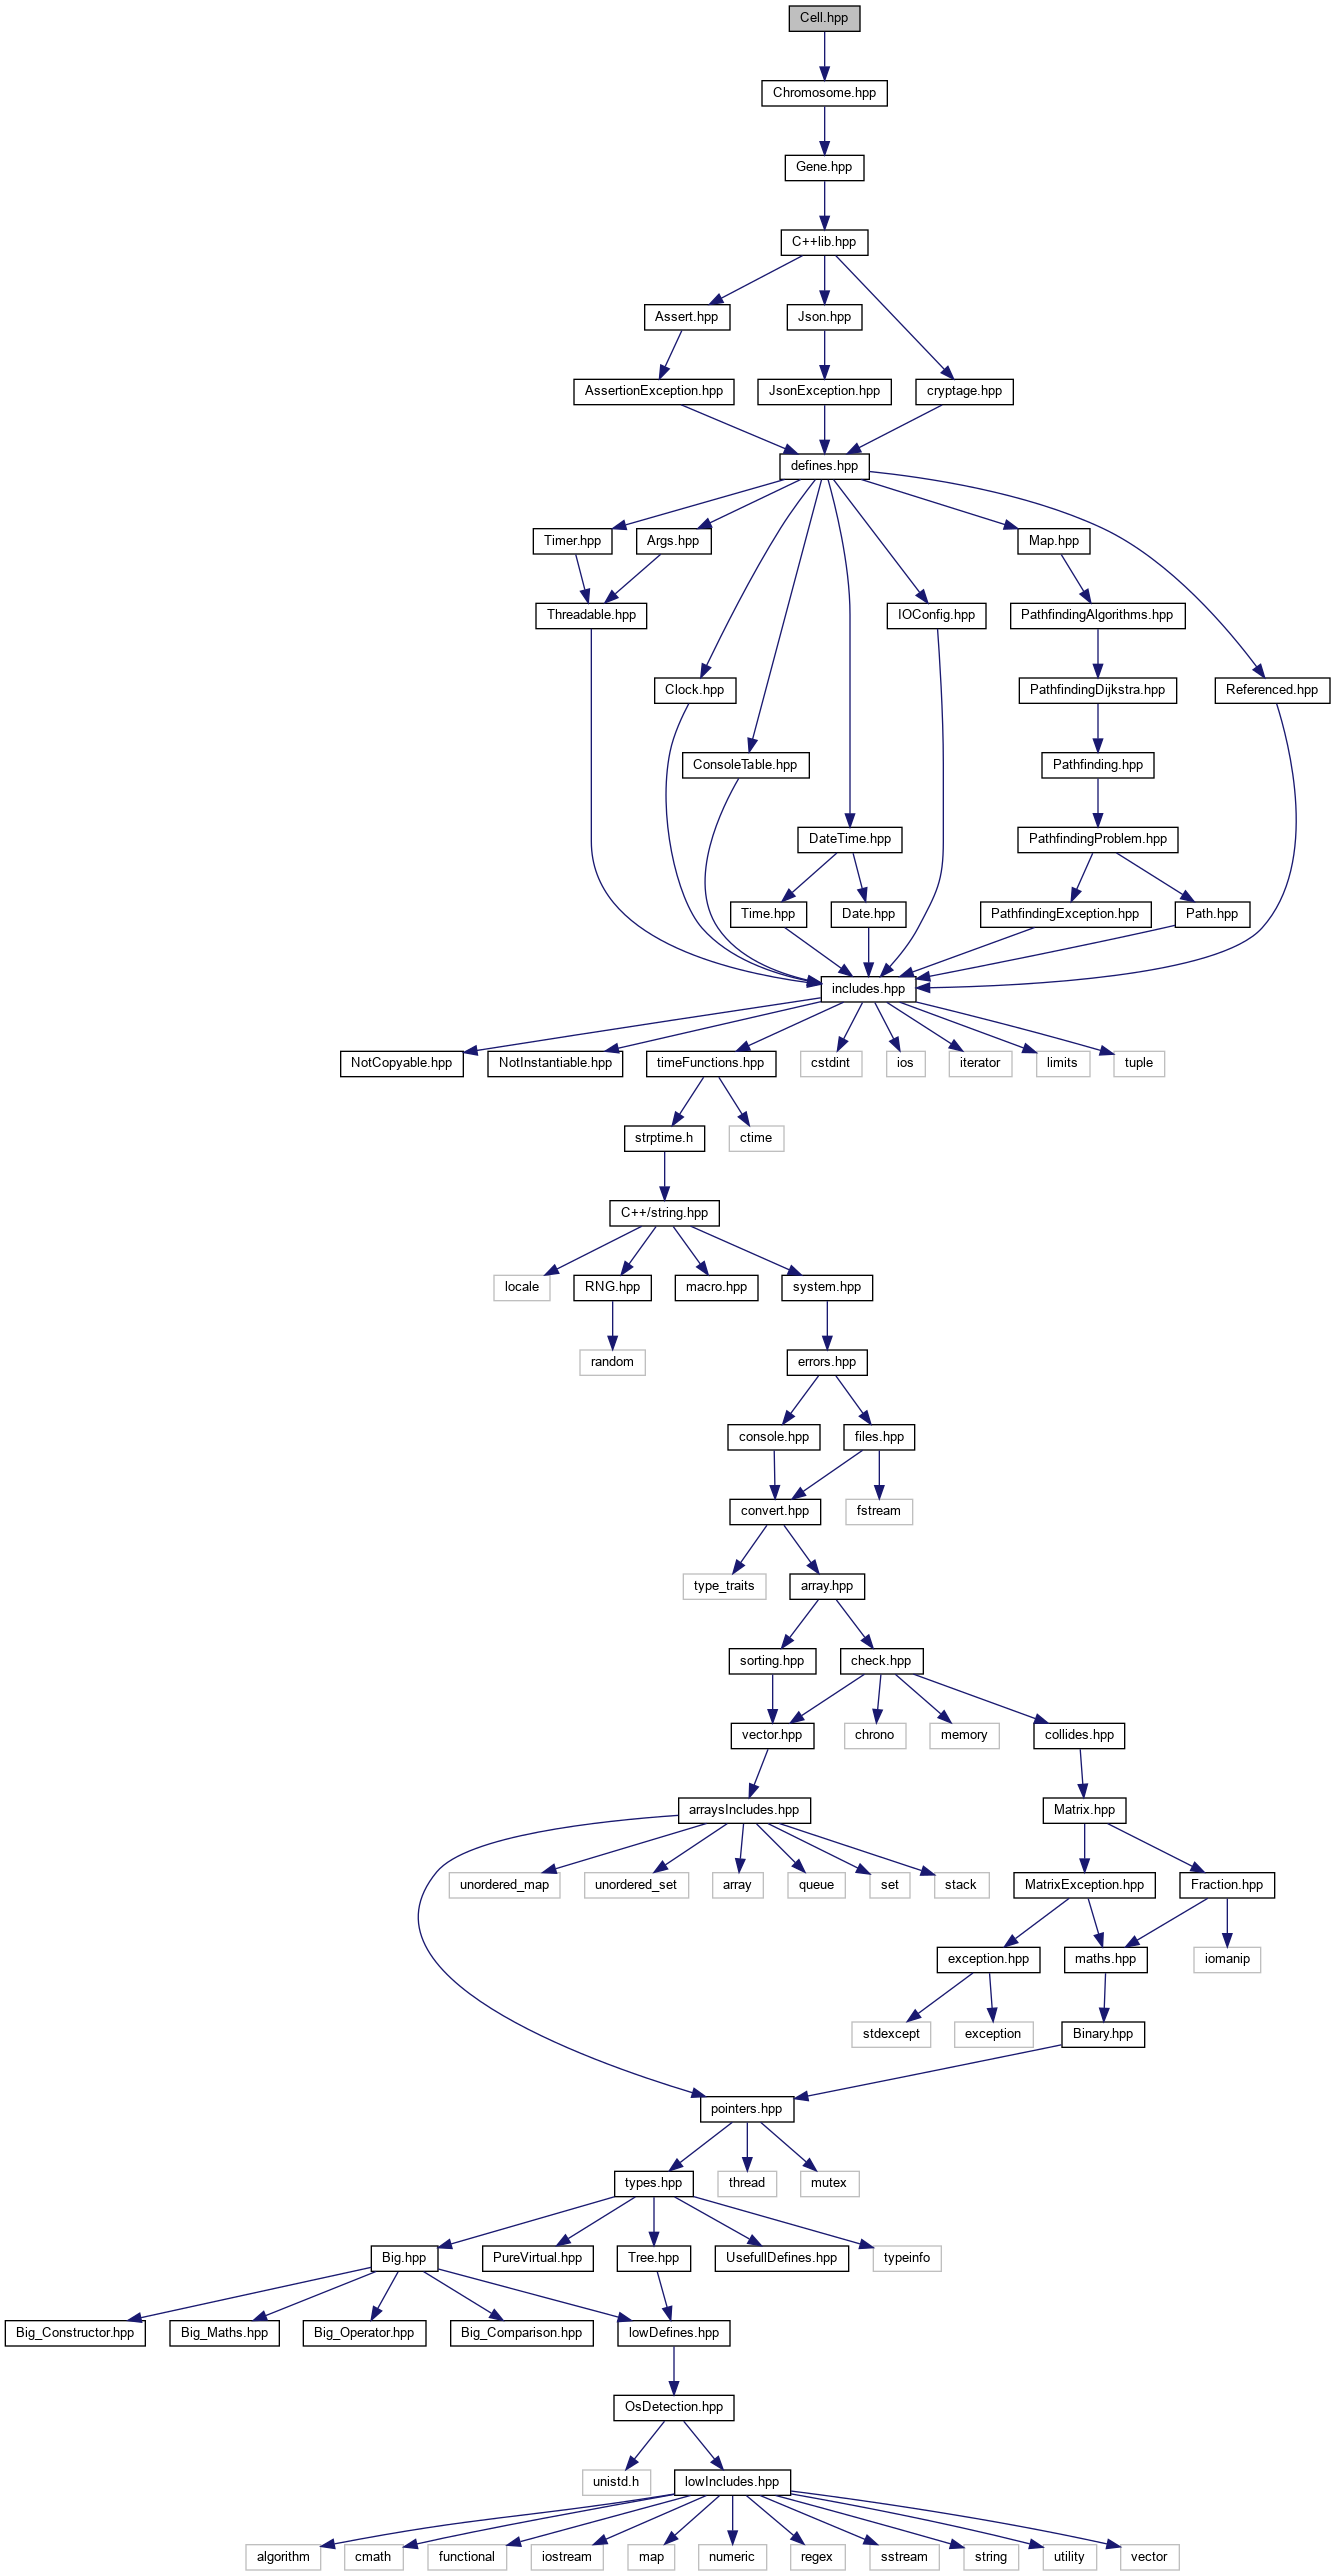 Cell.hpp
Chromosome.hpp
Gene.hpp
C++lib.hpp
Assert.hpp
Json.hpp
AssertionException.hpp
JsonException.hpp
cryptage.hpp
defines.hpp
Timer.hpp
Args.hpp
Map.hpp
Threadable.hpp
IOConfig.hpp
PathfindingAlgorithms.hpp
Clock.hpp
PathfindingDijkstra.hpp
Referenced.hpp
ConsoleTable.hpp
Pathfinding.hpp
DateTime.hpp
PathfindingProblem.hpp
Time.hpp
Date.hpp
PathfindingException.hpp
Path.hpp
includes.hpp
NotCopyable.hpp
NotInstantiable.hpp
timeFunctions.hpp
cstdint
ios
iterator
limits
tuple
strptime.h
ctime
C++/string.hpp
locale
RNG.hpp
macro.hpp
system.hpp
random
errors.hpp
console.hpp
files.hpp
convert.hpp
fstream
type_traits
array.hpp
sorting.hpp
check.hpp
vector.hpp
chrono
memory
collides.hpp
arraysIncludes.hpp
Matrix.hpp
unordered_map
unordered_set
array
queue
set
stack
MatrixException.hpp
Fraction.hpp
exception.hpp
maths.hpp
iomanip
stdexcept
exception
Binary.hpp
pointers.hpp
types.hpp
thread
mutex
Big.hpp
PureVirtual.hpp
Tree.hpp
UsefullDefines.hpp
typeinfo
Big_Constructor.hpp
Big_Maths.hpp
Big_Operator.hpp
Big_Comparison.hpp
lowDefines.hpp
OsDetection.hpp
unistd.h
lowIncludes.hpp
algorithm
cmath
functional
iostream
map
numeric
regex
sstream
string
utility
vector